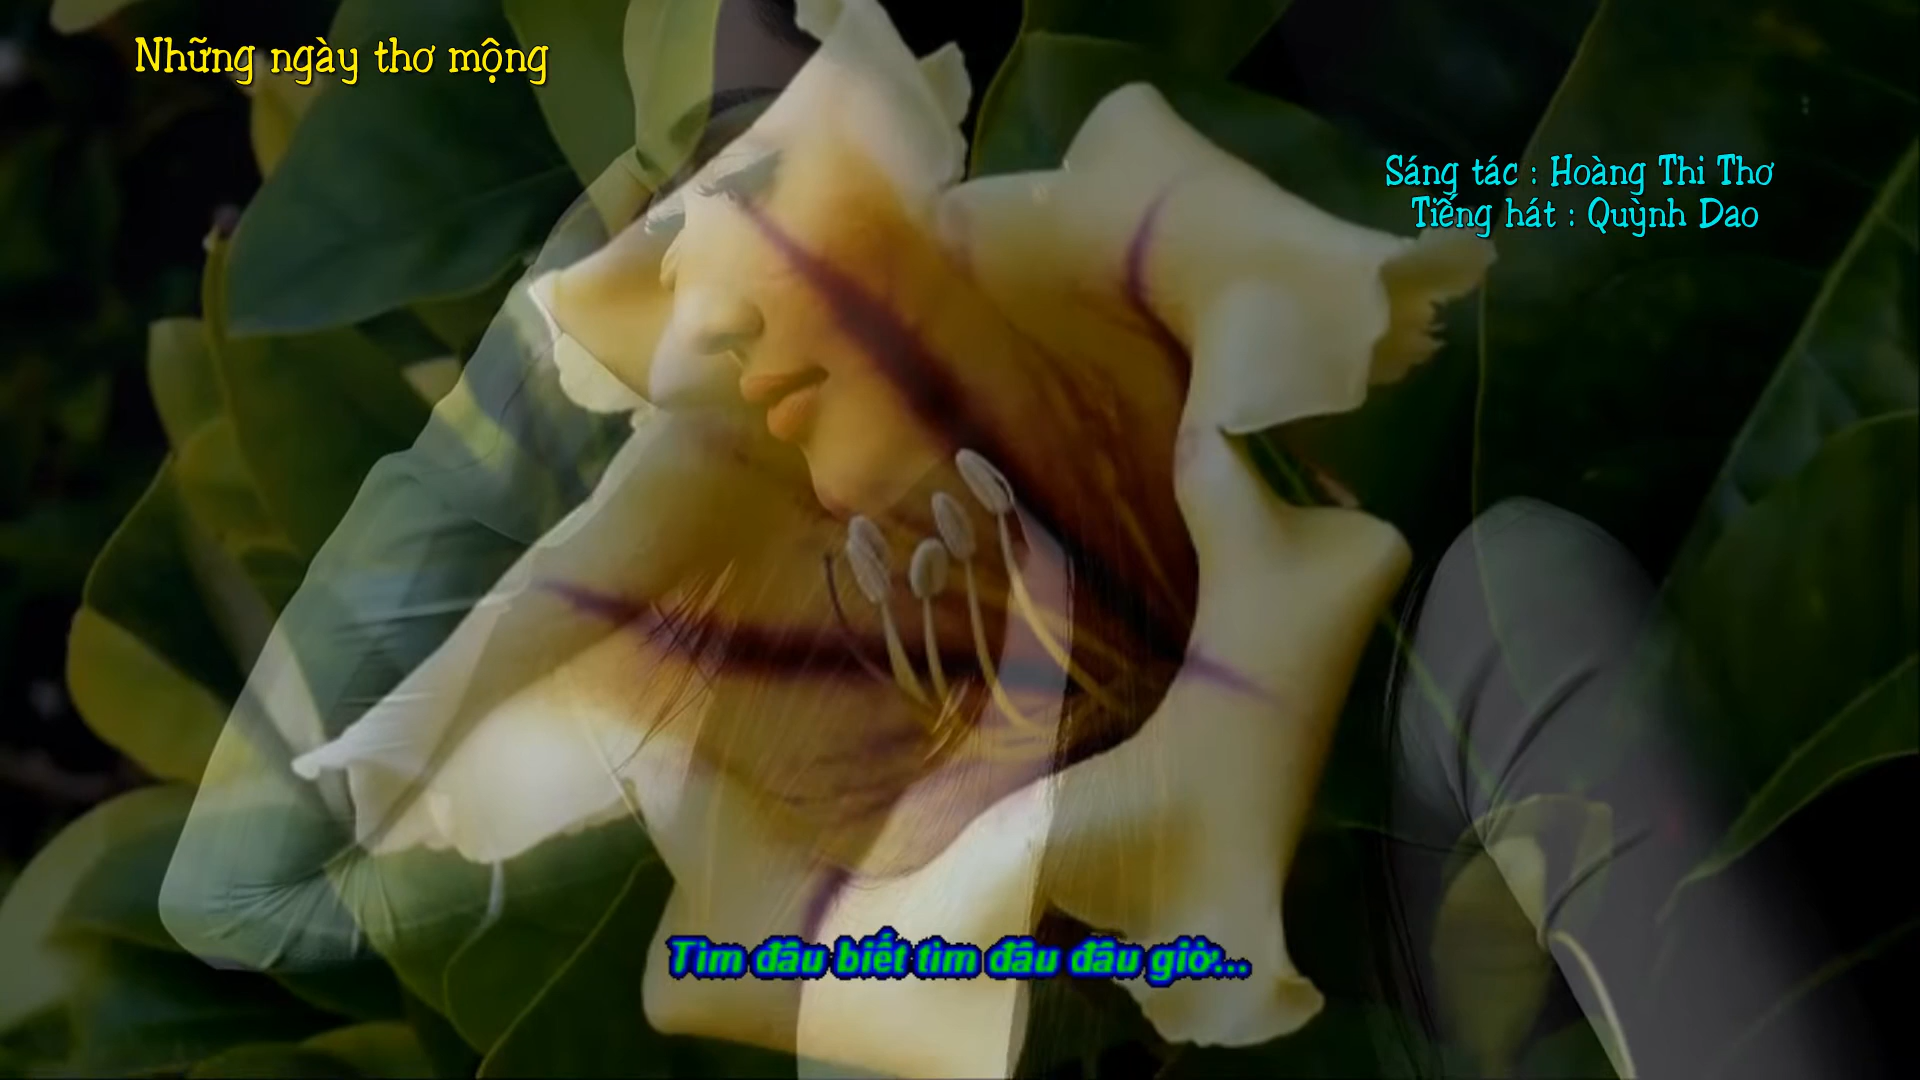 Những ngày thơ mộng
Sáng tác : Hoàng Thi Thơ
Tiếng hát : Quỳnh Dao
Tìm đâu biết tìm đâu đâu giờ...